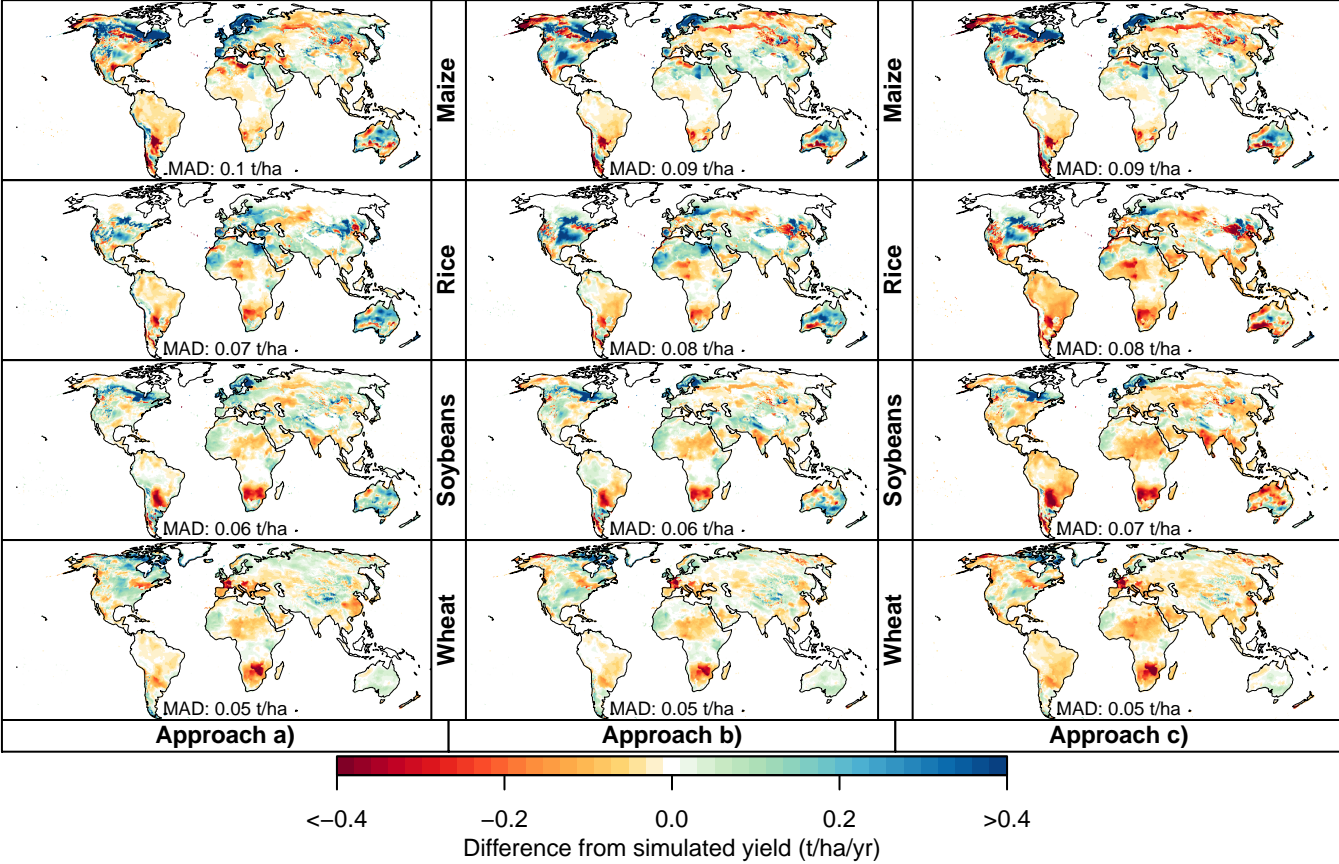 MAD: 0.1 t/ha
Maize
MAD: 0.09 t/ha
Maize
MAD: 0.09 t/ha
MAD: 0.07 t/ha
Rice
MAD: 0.08 t/ha
Rice
MAD: 0.08 t/ha
MAD: 0.06 t/ha
Soybeans
MAD: 0.06 t/ha
Soybeans
MAD: 0.07 t/ha
MAD: 0.05 t/ha
Wheat
MAD: 0.05 t/ha
Wheat
MAD: 0.05 t/ha
Approach a)
Approach b)
Approach c)
<−0.4 −0.2 0.0 0.2 >0.4
Difference from simulated yield (t/ha/yr)